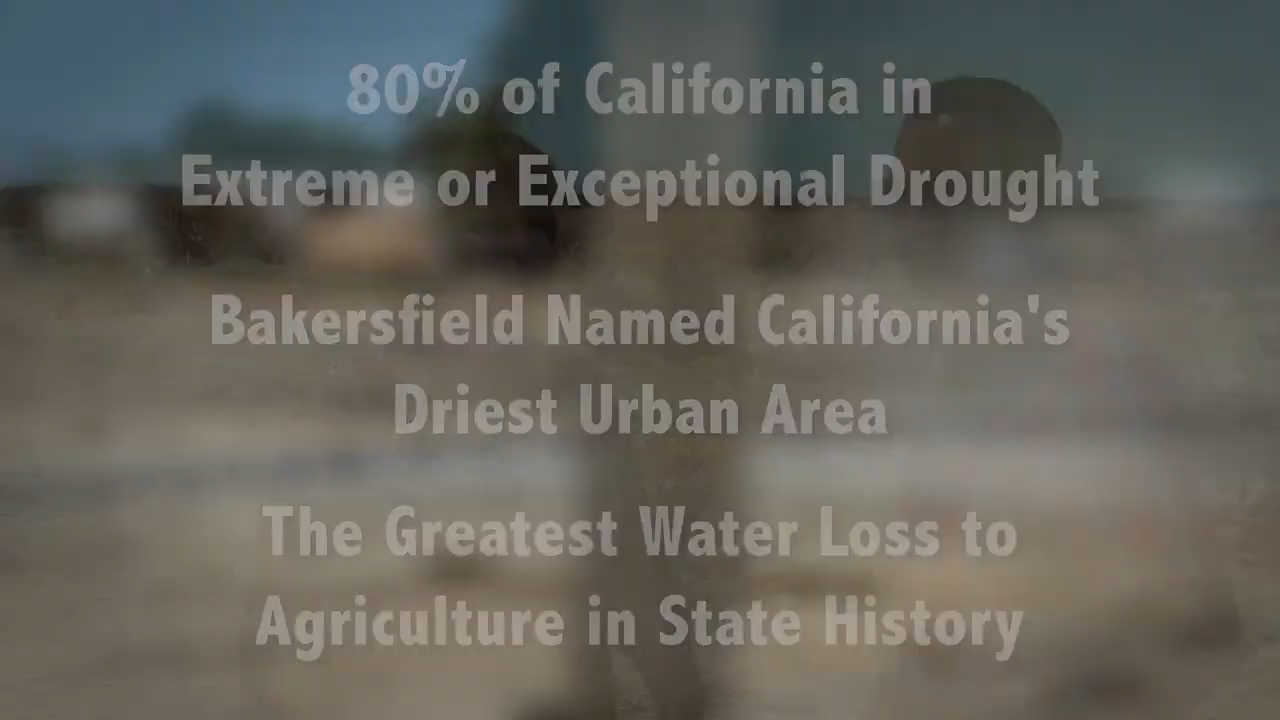 80% of California in
Extreme or Exceptional Drought
Bakersfield Named California's
Driest Urban Area
The Greatest Water Loss to
Agriculture in State History